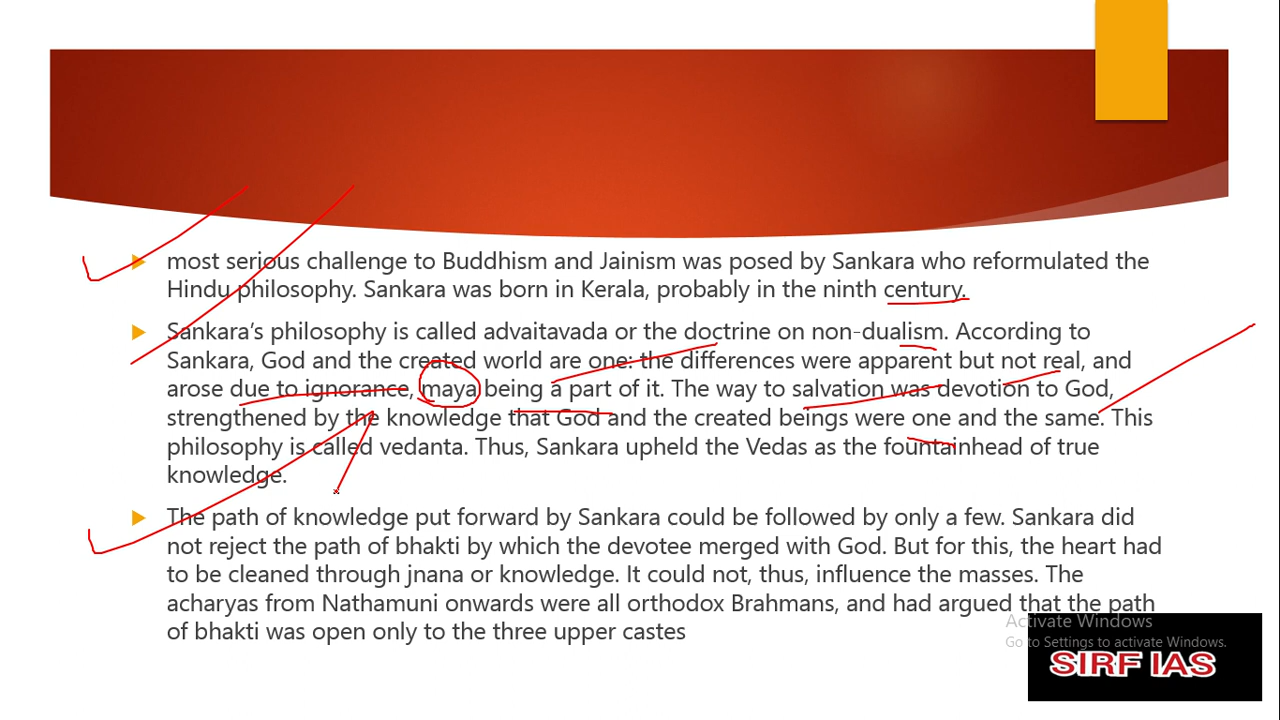 most serious challenge to Buddhism and Jainism was posed by Sankara who reformulated the
Hindu philosophy. Sankara was born in Kerala, probably in the ninth century.
Sankara's philosophy is called advaitavada or the doctrine on non-dualism. According to
Sankara, God and the created world are one: the differences were apparent but not real, and
arose due to ignorance, maya being a part of it. The way to salvation was devotion to God,
strengthened by the knowledge that God and the created beings were one and the same. This
philosophy is called vedanta. Thus, Sankara upheld the Vedas as the fountainhead of true
knowledge.
The path of knowledge put forward by Sankara could be followed by only a few. Sankara did
not reject the path of bhakti by which the devotee merged with God. But for this, the heart had
to be cleaned through jnana or knowledge. It could not, thus, influence the masses. The
acharyas from Nathamuni onwards were all orthodox Brahmans, and had argued that the path
of bhakti was open only to the three upper castes
Activate Windows
Go to Settings to activate Windows.
SIRF IAS